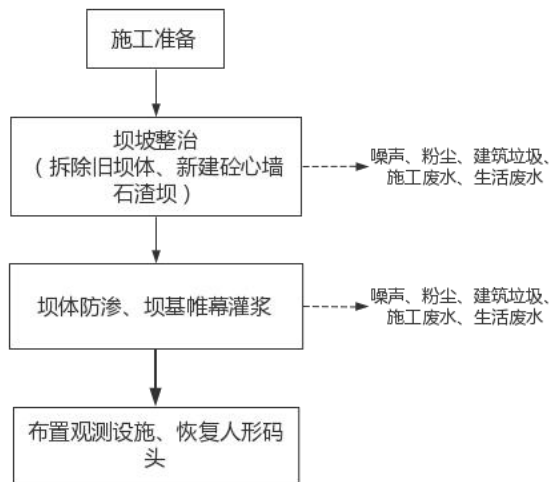 施工准备
坝坡整治
（拆除旧坝体、新建砼心墙
石渣坝）
噪声、粉尘、建筑垃圾、
施工废水、生活废水
坝体防渗、坝基帷幕灌浆
噪声、粉尘、建筑垃圾、
施工废水、生活废水
布置观测设施、恢复人形码
头